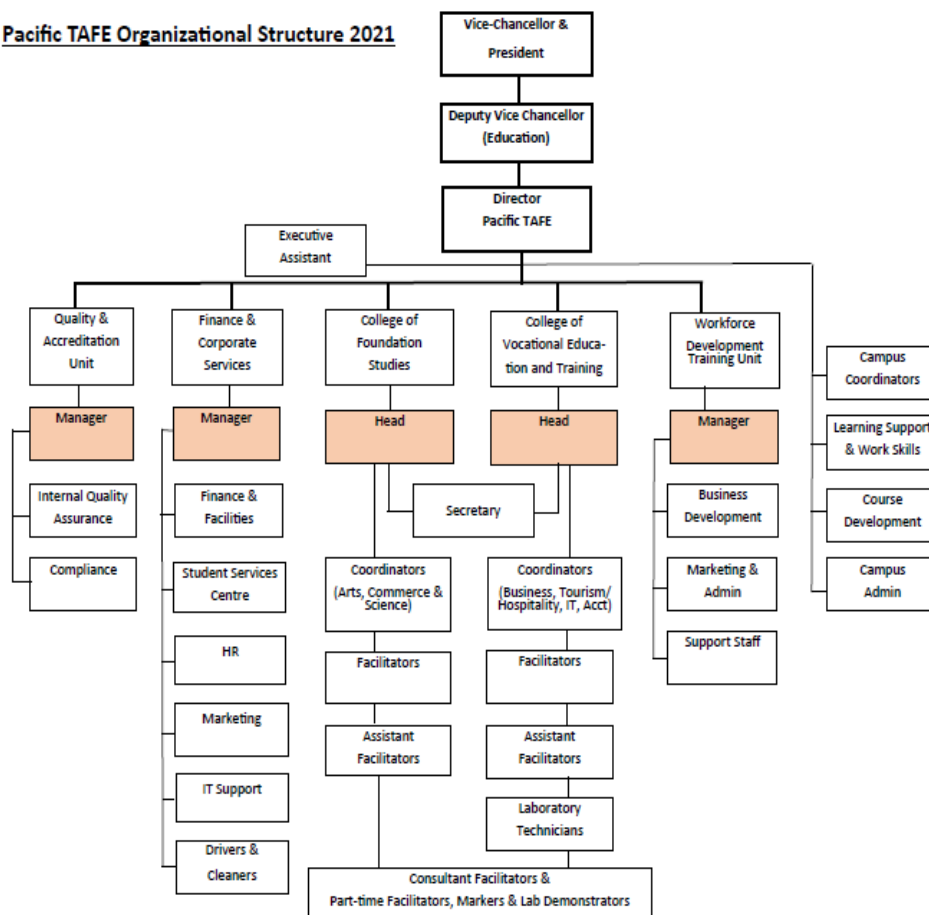 Pacific TAFE Organizational Structure 2021
Vice-Chancellor &
President
Deputy Vice Chancellor
(Education)
Director
Pacific TAFE
Executive
Assistant
Quality &
Accreditation
Unit
Finance &
Corporate
Services
College of
Foundation
Studies
College of
Vocational Educa-
tion and Training
Workforce
Development
Training Unit
Manager
Manager
Head
Head
Manager
Internal Quality
Assurance
Compliance
Finance &
Facilities
Student Services
Centre
HR
Marketing
IT Support
Drivers &
Cleaners
Secretary
Coordinators
(Arts, Commerce &
Science)
Facilitators
Assistant
Facilitators
Coordinators
(Business, Tourism/
Hospitality, IT, Acct)
Facilitators
Assistant
Facilitators
Laboratory
Technicians
Consultant Facilitators &
Part-time Facilitators, Markers & Lab Demonstrators
Business
Development
Marketing &
Admin
Support Staff
Campus
Coordinators
Learning Support
& Work Skills
Course
Development
Campus
Admin